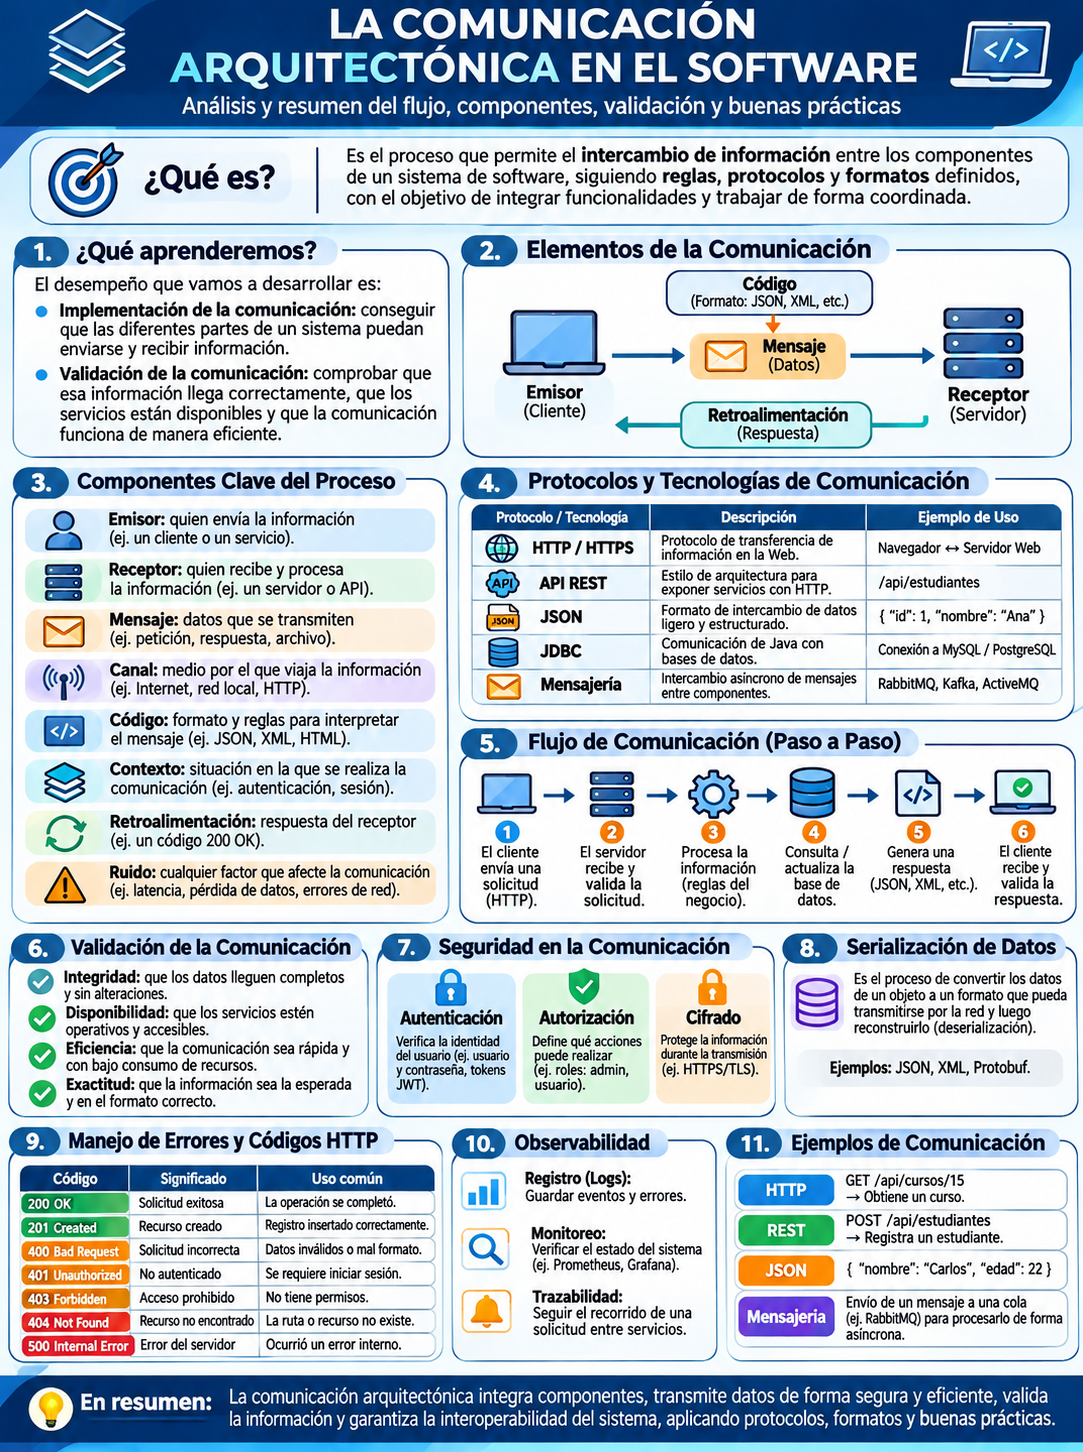 LA COMUNICACIÓN
ARQUITECTÓNICA EN EL SOFTWARE
Análisis y resumen del flujo, componentes, validación y buenas prácticas
</>
¿Qué es?
Es el proceso que permite el intercambio de información entre los componentes
de un sistema de software, siguiendo reglas, protocolos y formatos definidos,
con el objetivo de integrar funcionalidades y trabajar de forma coordinada.
1. ¿Qué aprenderemos?
El desempeño que vamos a desarrollar es:
Implementación de la comunicación: conseguir
que las diferentes partes de un sistema puedan
enviarse y recibir información.
Validación de la comunicación: comprobar que
esa información llega correctamente, que los
servicios están disponibles y que la comunicación
funciona de manera eficiente.
2. Elementos de la Comunicación
Código
(Formato: JSON, XML, etc.)
Mensaje
(Datos)
Emisor
(Cliente)
Receptor
(Servidor)
Retroalimentación
(Respuesta)
3. Componentes Clave del Proceso
Emisor: quien envía la información
(ej. un cliente o un servicio).
Receptor: quien recibe y procesa
la información (ej. un servidor o API).
Mensaje: datos que se transmiten
(ej. petición, respuesta, archivo).
Canal: medio por el que viaja la información
(ej. Internet, red local, HTTP).
</>
Código: formato y reglas para interpretar
el mensaje (ej. JSON, XML, HTML).
Contexto: situación en la que se realiza la
comunicación (ej. autenticación, sesión).
Retroalimentación: respuesta del receptor
(ej. un código 200 OK).
Ruido: cualquier factor que afecte la comunicación
(ej. latencia, pérdida de datos, errores de red).
4. Protocolos y Tecnologías de Comunicación
Protocolo / Tecnología Descripción Ejemplo de Uso
HTTP / HTTPS Protocolo de transferencia de
información en la Web. Navegador ↔ Servidor Web
API API REST Estilo de arquitectura para
exponer servicios con HTTP. /api/estudiantes
JSON JSON Formato de intercambio de datos
ligero y estructurado. { “id”: 1, “nombre”: “Ana” }
JDBC Comunicación de Java con
bases de datos. Conexión a MySQL / PostgreSQL
Mensajería Intercambio asíncrono de mensajes
entre componentes. RabbitMQ, Kafka, ActiveMQ
5. Flujo de Comunicación (Paso a Paso)
</>
1
El cliente
envía una
solicitud
(HTTP).
2
El servidor
recibe y
valida la
solicitud.
3
Procesa la
información
(reglas del
negocio).
4
Consulta /
actualiza la
base de
datos.
5
Genera una
respuesta
(JSON, XML, etc.).
6
El cliente
recibe y
valida la
respuesta.
6. Validación de la Comunicación
Integridad: que los datos lleguen completos
y sin alteraciones.
Disponibilidad: que los servicios estén
operativos y accesibles.
Eficiencia: que la comunicación sea rápida y
con bajo consumo de recursos.
Exactitud: que la información sea la esperada
y en el formato correcto.
7. Seguridad en la Comunicación
Autenticación
Verifica la identidad
del usuario (ej. usuario
y contraseña, tokens
JWT).
Autorización
Define qué acciones
puede realizar
(ej. roles: admin,
usuario).
Cifrado
Protege la información
durante la transmisión
(ej. HTTPS/TLS).
8. Serialización de Datos
Es el proceso de convertir los datos
de un objeto a un formato que pueda
transmitirse por la red y luego
reconstruirlo (deserialización).
Ejemplos: JSON, XML, Protobuf.
9. Manejo de Errores y Códigos HTTP
Código Significado Uso común
200 OK Solicitud exitosa La operación se completó.
201 Created Recurso creado Registro insertado correctamente.
400 Bad Request Solicitud incorrecta Datos inválidos o mal formato.
401 Unauthorized No autenticado Se requiere iniciar sesión.
403 Forbidden Acceso prohibido No tiene permisos.
404 Not Found Recurso no encontrado La ruta o recurso no existe.
500 Internal Error Error del servidor Ocurrió un error interno.
10. Observabilidad
Registro (Logs):
Guardar eventos y errores.
Monitoreo:
Verificar el estado del sistema
(ej. Prometheus, Grafana).
Trazabilidad:
Seguir el recorrido de una
solicitud entre servicios.
11. Ejemplos de Comunicación
HTTP GET /api/cursos/15
→ Obtiene un curso.
REST POST /api/estudiantes
→ Registra un estudiante.
JSON { “nombre”: “Carlos”, “edad”: 22 }
Mensajería Envío de un mensaje a una cola
(ej. RabbitMQ) para procesarlo de forma
asíncrona.
En resumen: La comunicación arquitectónica integra componentes, transmite datos de forma segura y eficiente, valida
la información y garantiza la interoperabilidad del sistema, aplicando protocolos, formatos y buenas prácticas.